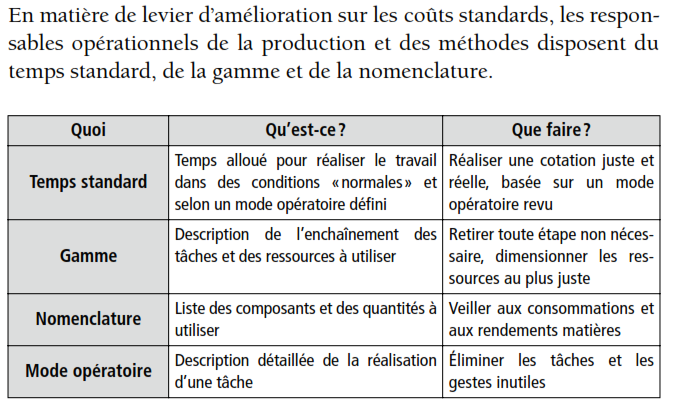 En matière de levier d'amélioration sur les coûts standards, les respon-
sables opérationnels de la production et des méthodes disposent du
temps standard, de la gamme et de la nomenclature.
Quoi
Qu'est-ce ?
Que faire ?
Temps standard
Temps alloué pour réaliser le travail
dans des conditions «normales» et
selon un mode opératoire défini
Réaliser une cotation juste et
réelle, basée sur un mode
opératoire revu
Gamme
Description de l'enchaînement des
tâches et des ressources à utiliser
Retirer toute étape non néces-
saire, dimensionner les res-
sources au plus juste
Nomenclature
Liste des composants et des quantités à
utiliser
Veiller aux consommations et
aux rendements matières
Mode opératoire
Description détaillée de la réalisation
d'une tâche
Éliminer les tâches et les
gestes inutiles